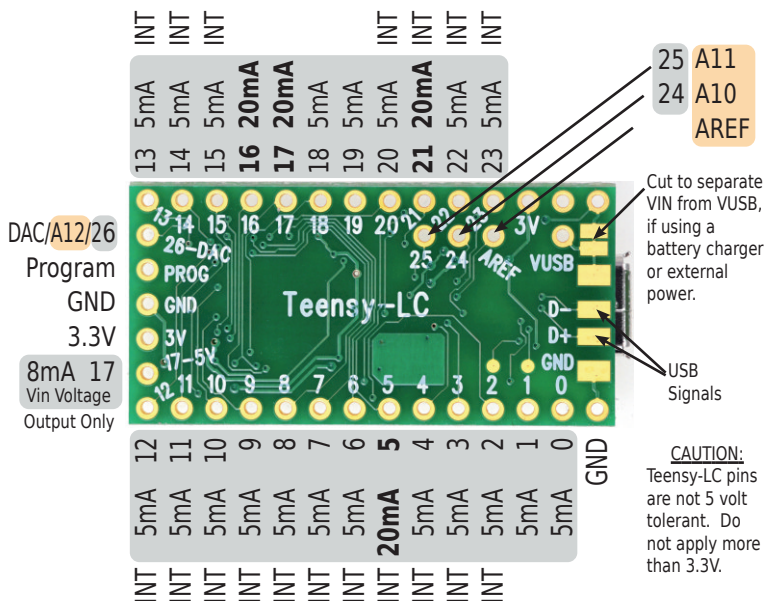 INT INT INT INT INT INT INT
5mA 5mA 5mA 20mA 20mA 5mA 5mA 5mA 20mA 5mA 5mA
13 14 15 16 17 18 19 20 21 22 23
25 A11
24 A10
AREF
Cut to separate
VIN from VUSB,
if using a
battery charger
or external
power.
DAC/A12/26
Program
GND
3.3V
8mA 17
Vin Voltage
Output Only
13 14 15 16 17 18 19 20 21 22 23 3V
26-DAC
25 24 AREF VUSB
PROG
GND
Teensy-LC
D-
D+
3V
17-5V
GND
12 11 10 9 8 7 6 5 4 3 2 1 0
USB
Signals
12 11 10 9 8 7 6 5 4 3 2 1 0 GND
5mA 5mA 5mA 5mA 5mA 5mA 5mA 20mA 5mA 5mA 5mA 5mA 5mA
INT INT INT INT INT INT INT INT INT INT INT
CAUTION:
Teensy-LC pins
are not 5 volt
tolerant. Do
not apply more
than 3.3V.